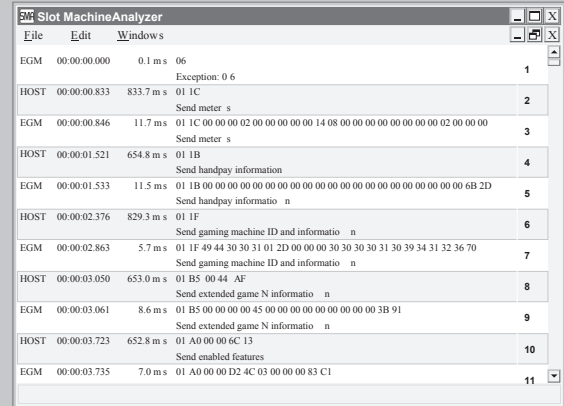 SMA Slot MachineAnalyzer X
File Edit Windows X
EGM 00:00:00.000 0.1 m s 06 1
Exception: 0 6
HOST 00:00:00.833 833.7 m s 01 1C 2
Send meter s
EGM 00:00:00.846 11.7 m s 01 1C 00 00 00 02 00 00 00 00 14 08 00 00 00 00 00 00 00 00 02 00 00 00 3
Send meter s
HOST 00:00:01.521 654.8 m s 01 1B 4
Send handpay information
EGM 00:00:01.533 11.5 m s 01 1B 00 00 00 00 00 00 00 00 00 00 00 00 00 00 00 00 00 00 00 00 6B 2D 5
Send handpay informatio n
HOST 00:00:02.376 829.3 m s 01 1F 6
Send gaming machine ID and informatio n
EGM 00:00:02.863 5.7 m s 01 1F 49 44 30 30 31 01 2D 00 00 00 30 30 30 30 31 30 39 34 31 32 36 70 7
Send gaming machine ID and informatio n
HOST 00:00:03.050 653.0 m s 01 B5 00 44 AF 8
Send extended game N informatio n
EGM 00:00:03.061 8.6 m s 01 B5 00 00 00 00 45 00 00 00 00 00 00 00 00 3B 91 9
Send extended game N informatio n
HOST 00:00:03.723 652.8 m s 01 A0 00 00 6C 13 10
Send enabled features
EGM 00:00:03.735 7.0 m s 01 A0 00 00 D2 4C 03 00 00 00 83 C1 11